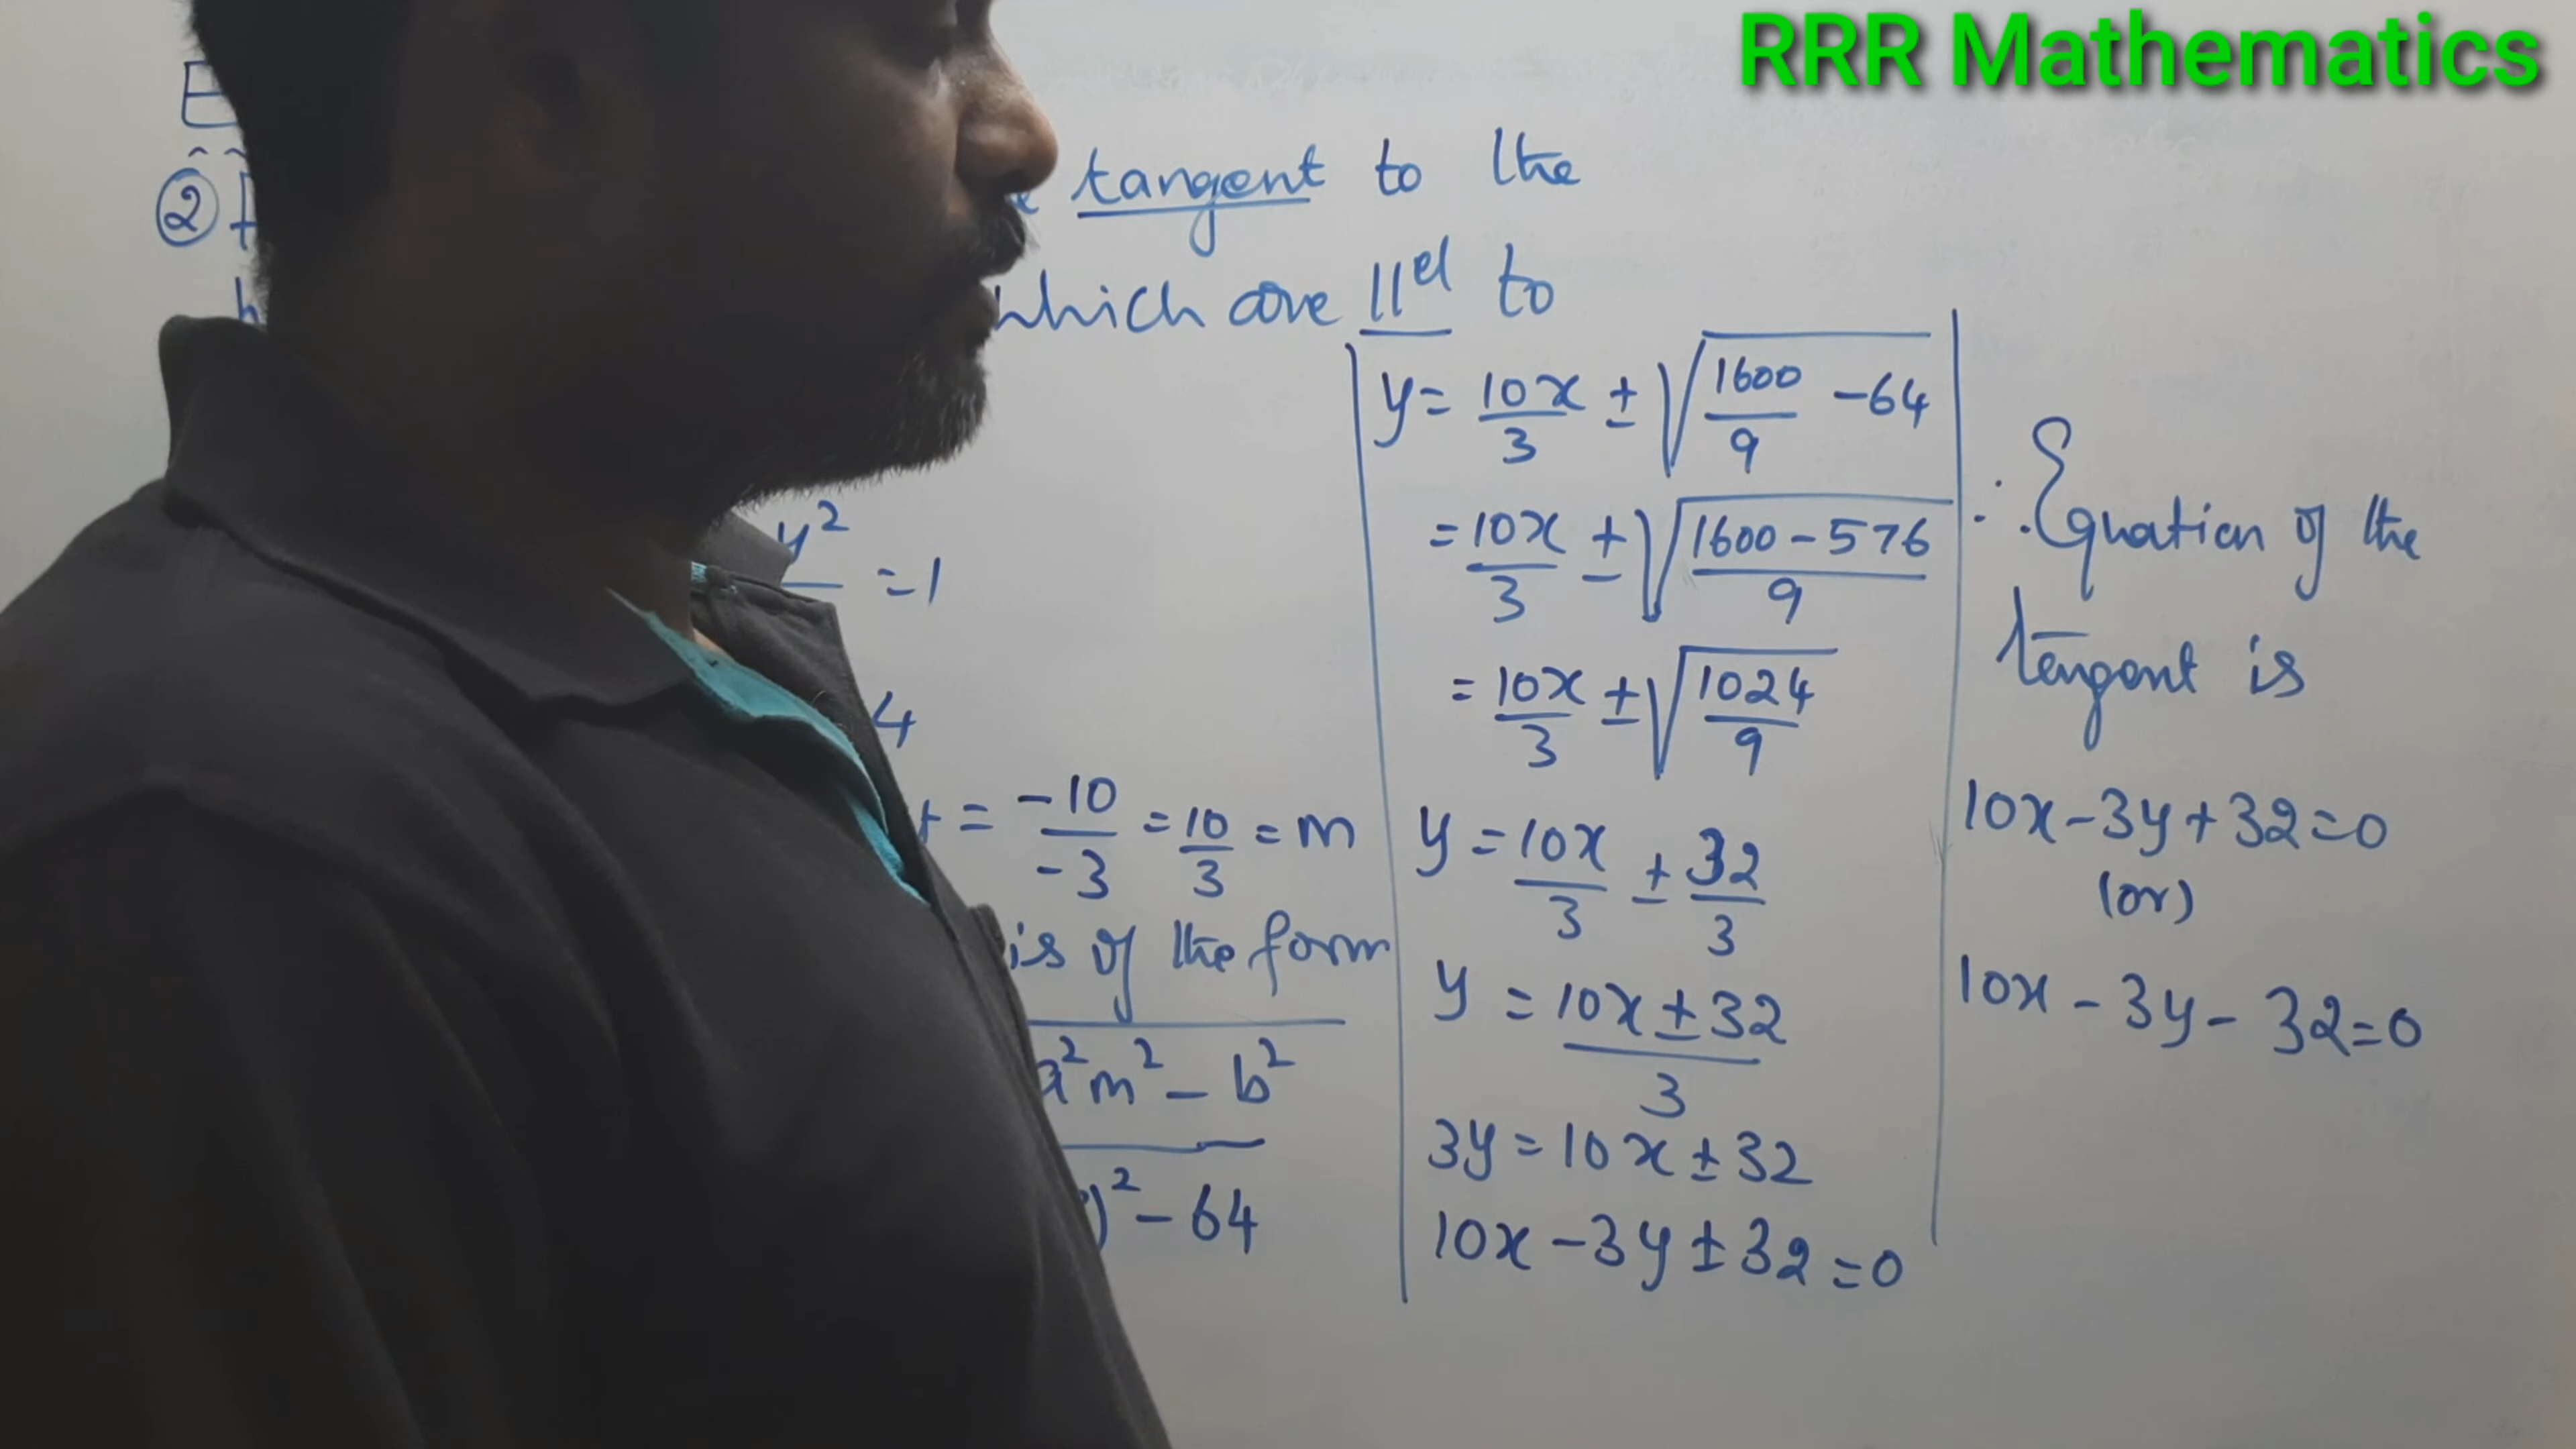 RRR Mathematics
② tangent to the
which are ||el to
y² = 1
4
= -10/-3 = 10/3 = m
is of the form
a²m² - b²
)² - 64
y = 10x/3 ± √(1600/9 - 64)
= 10x/3 ± √((1600 - 576)/9)
= 10x/3 ± √(1024/9)
y = 10x/3 ± 32/3
y = (10x ± 32)/3
3y = 10x ± 32
10x - 3y ± 32 = 0
∴ Equation of the
tangent is
10x - 3y + 32 = 0
(or)
10x - 3y - 32 = 0